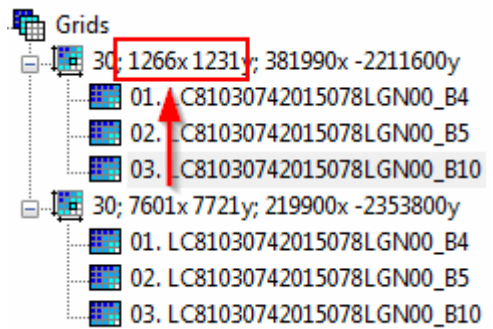 Grids
30; 1266x 1231y; 381990x -2211600y
01. LC81030742015078LGN00_B4
02. LC81030742015078LGN00_B5
03. LC81030742015078LGN00_B10
30; 7601x 7721y; 219900x -2353800y
01. LC81030742015078LGN00_B4
02. LC81030742015078LGN00_B5
03. LC81030742015078LGN00_B10